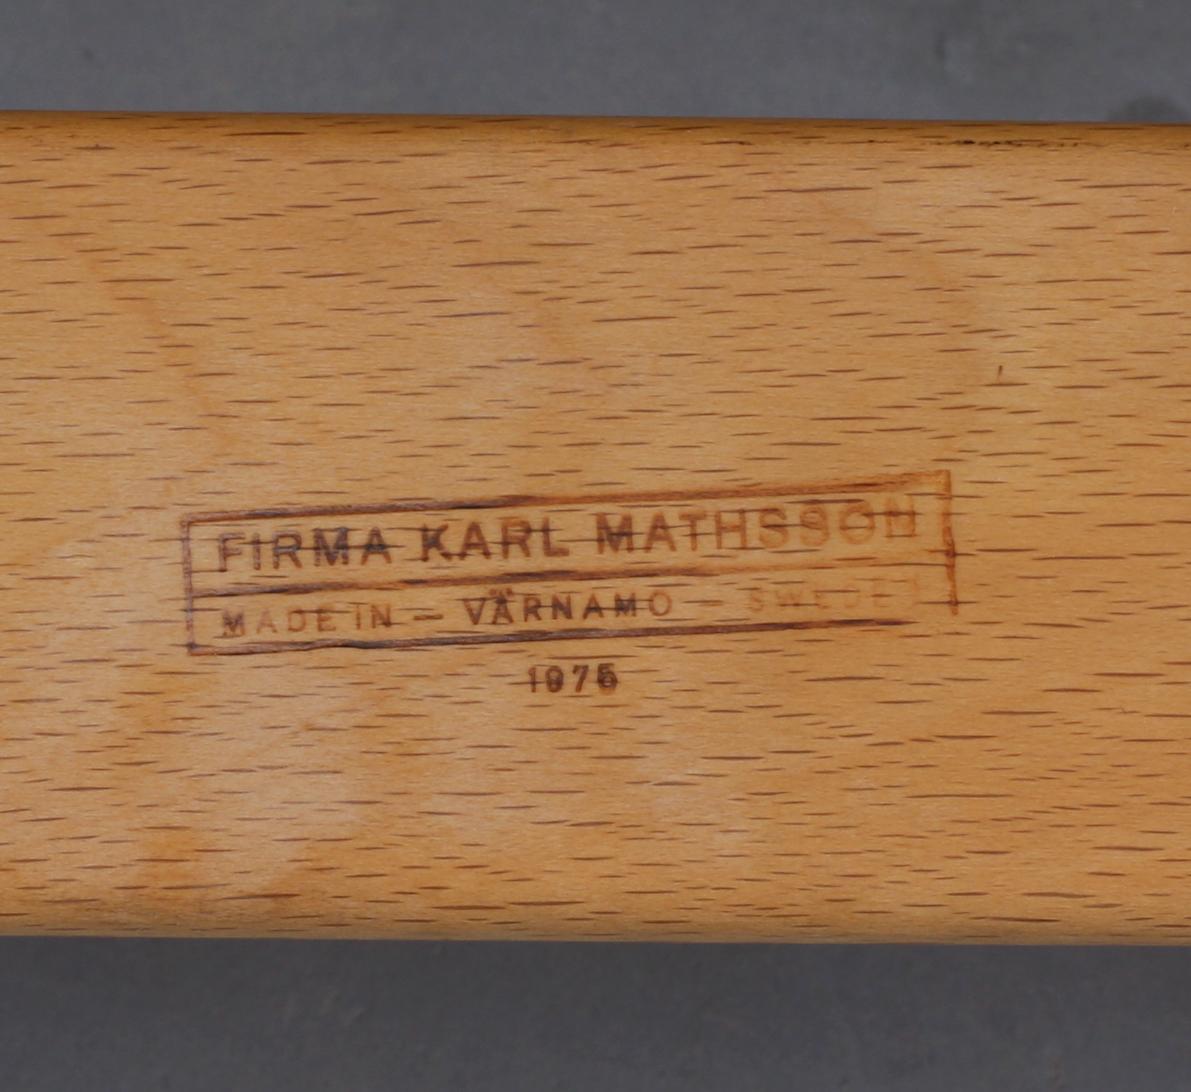 FIRMA KARL MATHSSON
MADE IN – VÄRNAMO – SWEDEN
1975